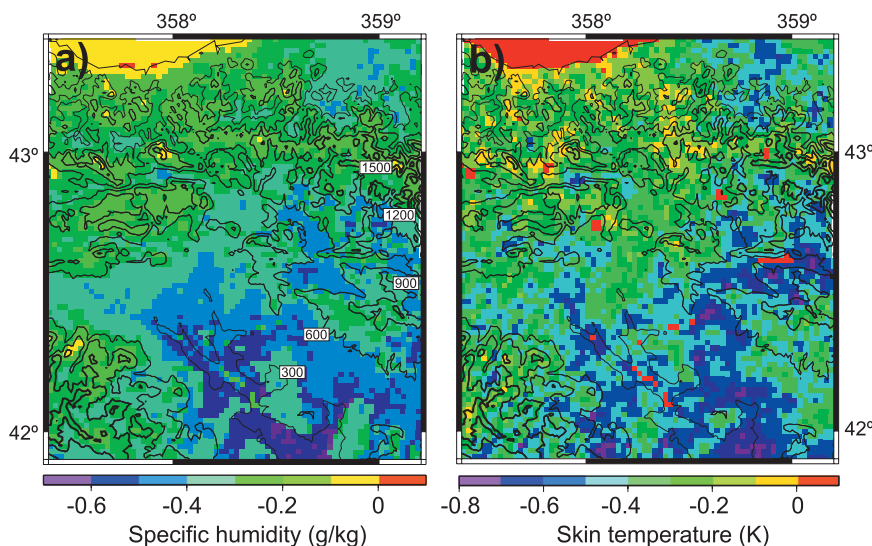 358º 359º 358º 359º
a) b)
43º 43º
1500
1200
900
600
300
42º 42º
-0.6 -0.4 -0.2 0 -0.8 -0.6 -0.4 -0.2 0
Specific humidity (g/kg) Skin temperature (K)